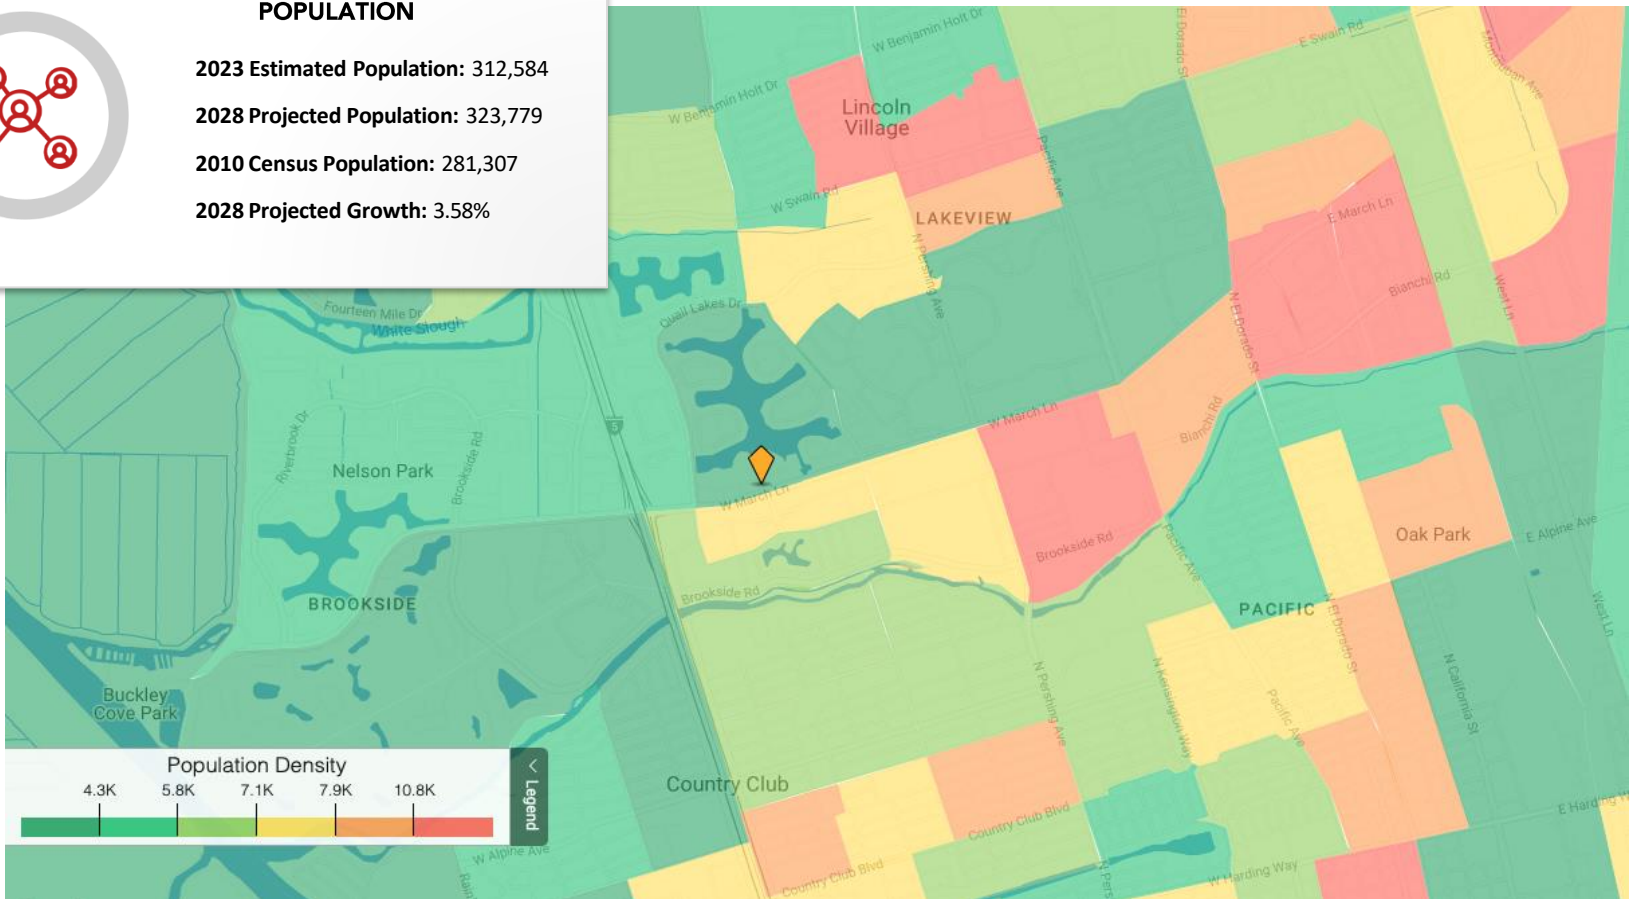 POPULATION
2023 Estimated Population: 312,584
2028 Projected Population: 323,779
2010 Census Population: 281,307
2028 Projected Growth: 3.58%
W Benjamin Holt Dr
El Dorado St
E Swain Rd
W Benjamin Holt Dr
Lincoln
Village
Pacific Ave
W Swain Rd
LAKEVIEW
E March Ln
N Pershing Ave
Bianchi Rd
West Ln
Quail Lakes Dr
Fourteen Mile Dr
White Slough
N El Dorado St
5
W March Ln
Bianchi Rd
Riverbrook Dr
Nelson Park
Brookside Rd
W March Ln
Oak Park
E Alpine Ave
Brookside Rd
Pacific Ave
Brookside Rd
BROOKSIDE
PACIFIC
N El Dorado St
West Ln
Buckley
Cove Park
N Pershing Ave
N Kensington Way
Pacific Ave
N California St
Country Club
Population Density
4.3K
5.8K
7.1K
7.9K
10.8K
< Legend
E Harding W
Country Club Blvd
W Alpine Ave
Country Club Blvd
N Pers
W Harding Way